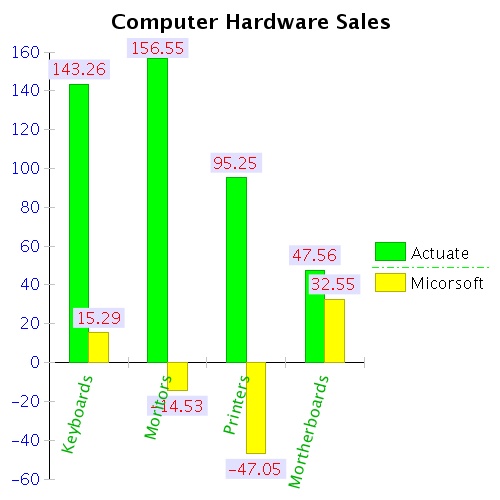 Computer Hardware Sales
160
140
120
100
80
60
40
20
0
−20
−40
−60
143.26
156.55
95.25
47.56
15.29
−14.53
−47.05
32.55
Keyboards
Moritors
Printers
Mortherboards
Actuate
Micorsoft